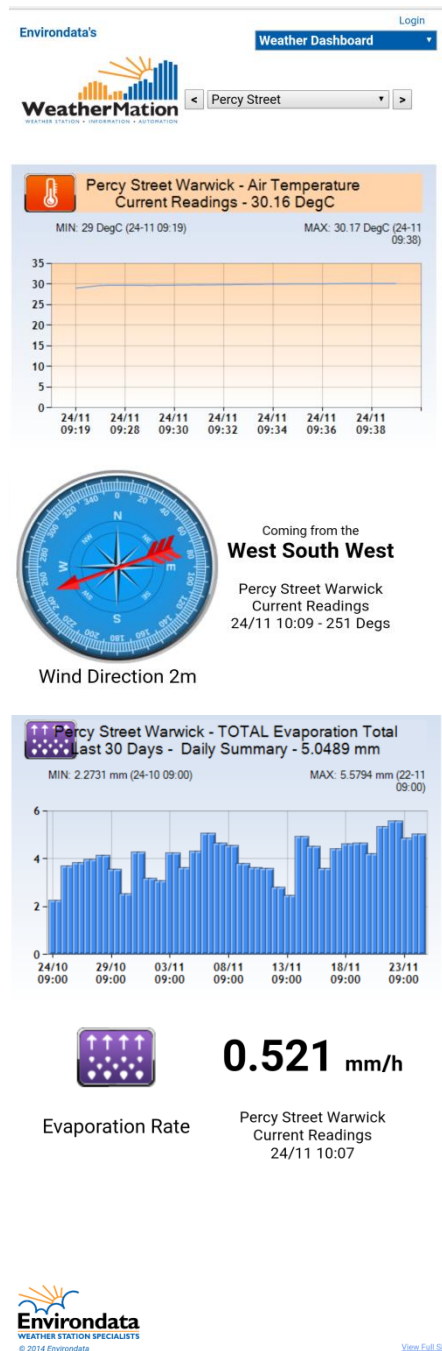 Login
Environdata's
Weather Dashboard
WeatherMation
WEATHER STATION • INFORMATION • AUTOMATION
< Percy Street >
Percy Street Warwick - Air Temperature
Current Readings - 30.16 DegC
MIN: 29 DegC (24-11 09:19)
MAX: 30.17 DegC (24-11
09:38)
35
30
25
20
15
10
5
0
24/11 24/11 24/11 24/11 24/11 24/11 24/11
09:19 09:28 09:30 09:32 09:34 09:36 09:38
N
W
S
Coming from the
West South West
Percy Street Warwick
Current Readings
24/11 10:09 - 251 Degs
Wind Direction 2m
Percy Street Warwick - TOTAL Evaporation Total
Last 30 Days - Daily Summary - 5.0489 mm
MIN: 2.2731 mm (24-10 09:00)
MAX: 5.5794 mm (22-11
09:00)
6
4
2
0
24/10 29/10 03/11 08/11 13/11 18/11 23/11
09:00 09:00 09:00 09:00 09:00 09:00 09:00
0.521 mm/h
Evaporation Rate
Percy Street Warwick
Current Readings
24/11 10:07
Environdata
WEATHER STATION SPECIALISTS
© 2014 Environdata
View Full S